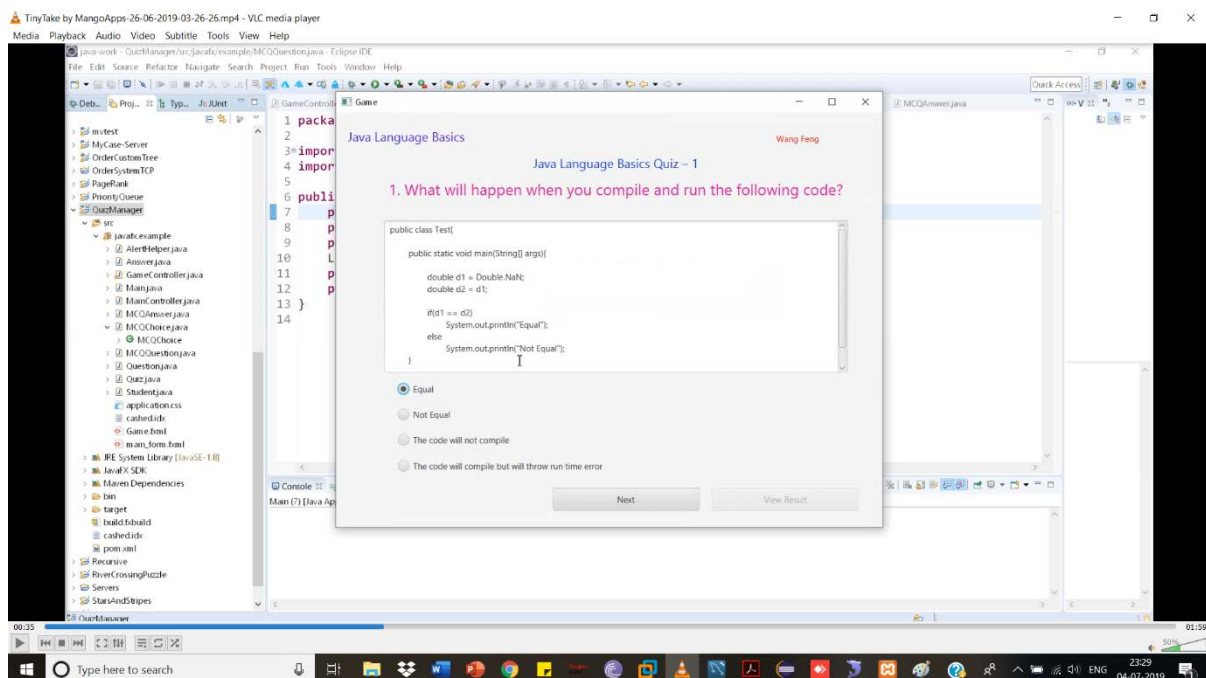 TinyTake by MangoApps-26-06-2019-03-26-26.mp4 - VLC media player
Media Playback Audio Video Subtitle Tools View Help
java-work - QuizManager/src/javafx/example/MCQQuestion.java - Eclipse IDE
File Edit Source Refactor Navigate Search Project Run Tools Window Help
Quick Access
Deb... Proj... Typ... JUnit
GameControll
MCQAnswer.java
mvtest
MyCase-Server
OrderCustomTree
OrderSystemTCP
PageRank
PriorityQueue
QuizManager
src
javafx.example
AlertHelper.java
Answer.java
GameController.java
Main.java
MainController.java
MCQAnswer.java
MCQChoice.java
MCQChoice
MCQQuestion.java
Question.java
Quiz.java
Student.java
application.css
cashed.idx
Game.fxml
main_form.fxml
JRE System Library [JavaSE-1.8]
JavaFX SDK
Maven Dependencies
bin
target
build.fxbuild
cashed.idx
pom.xml
Recursive
RiverCrossingPuzzle
Servers
StarsAndStripes
QuizManager
1 packa
2
3 impor
4 impor
5
6 publi
7 p
8 p
9 p
10 L
11 p
12 p
13 }
14
Console
Main (7) [Java Ap
Game
Java Language Basics
Wang Feng
Java Language Basics Quiz – 1
1. What will happen when you compile and run the following code?
public class Test{
public static void main(String[] args){
double d1 = Double.NaN;
double d2 = d1;
if(d1 == d2)
System.out.println("Equal");
else
System.out.println("Not Equal");
}
Equal
Not Equal
The code will not compile
The code will compile but will throw run time error
Next
View Result
00:35
01:59
50%
Type here to search
ENG
23:29
04-07-2019